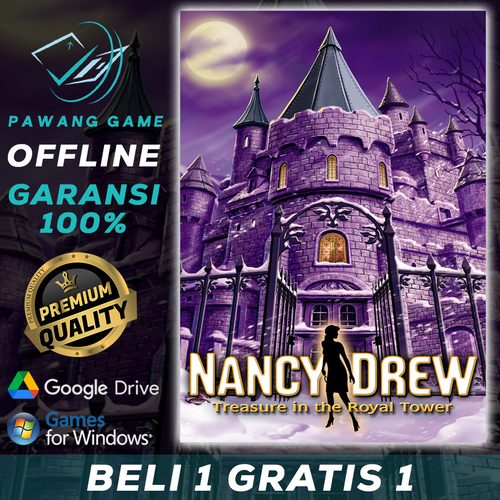 PAWANG GAME
OFFLINE
GARANSI
100%
PREMIUM
QUALITY
Google Drive
Games
for Windows®
NANCY DREW
Treasure in the Royal Tower
BELI 1 GRATIS 1